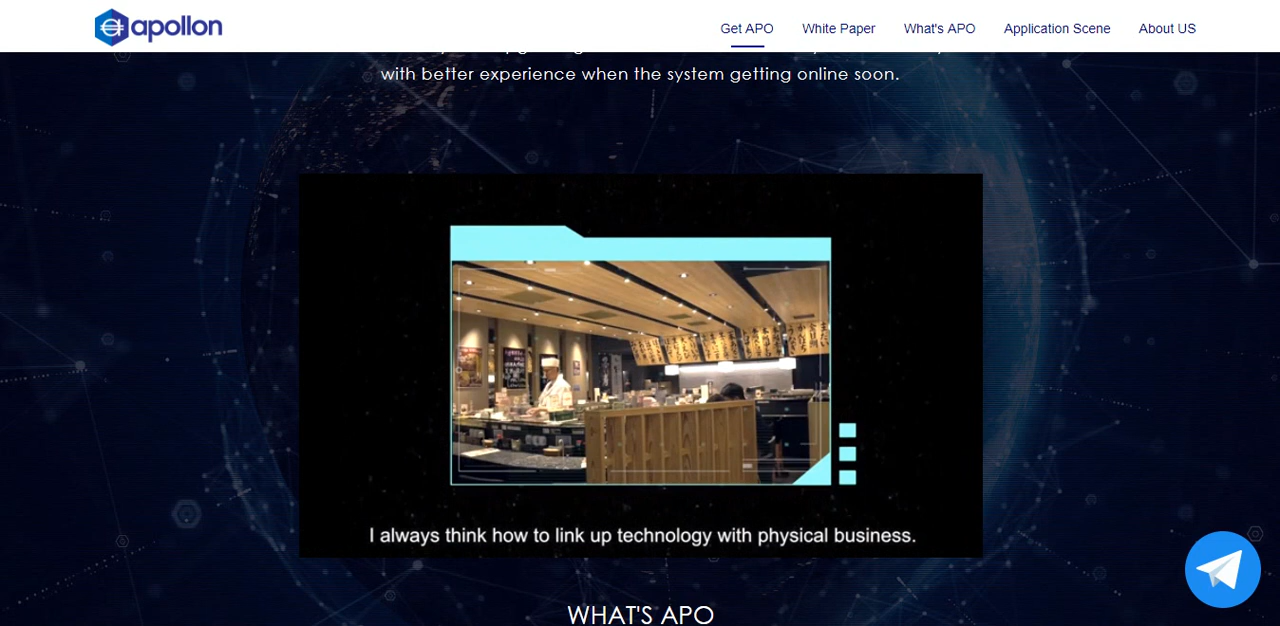 apollon
Get APO
White Paper
What's APO
Application Scene
About US
with better experience when the system getting online soon.
I always think how to link up technology with physical business.
WHAT'S APO